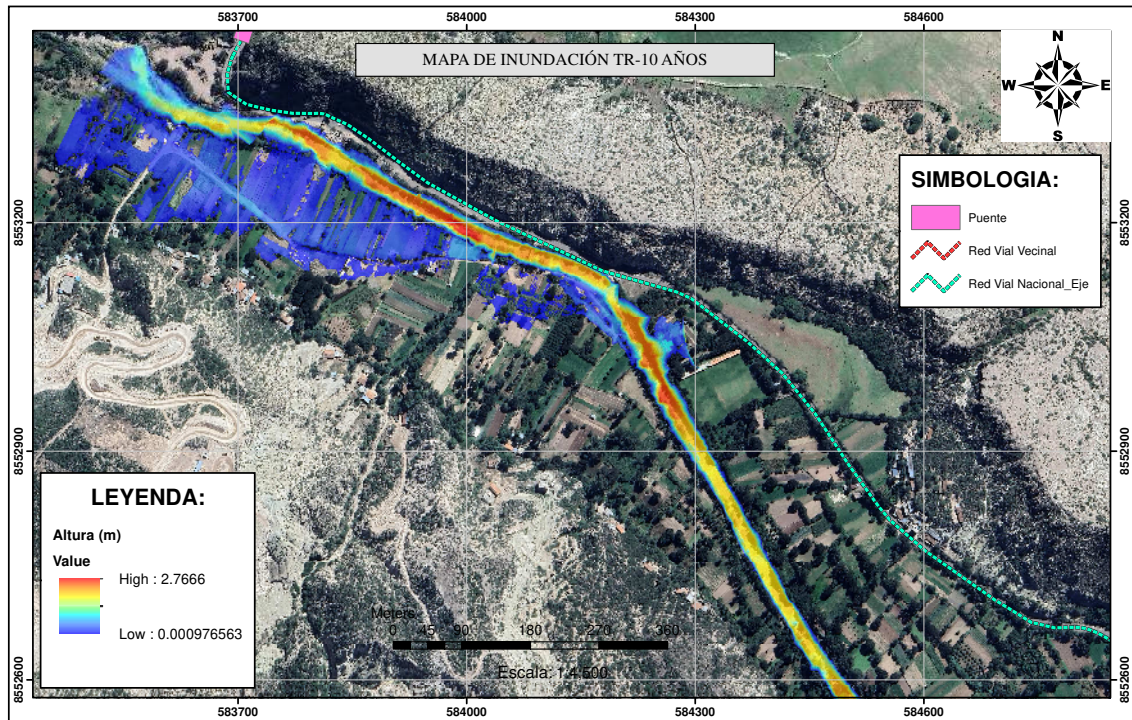 583700 584000 584300 584600
MAPA DE INUNDACIÓN TR-10 AÑOS
N
W E
S
SIMBOLOGIA:
Puente
Red Vial Vecinal
Red Vial Nacional_Eje
8553200 8553200
8552900 8552900
8552600 8552600
LEYENDA:
Altura (m)
Value
High : 2.7666
Low : 0.000976563
Meters
0 45 90 180 270 360
Escala: 1:4,500
583700 584000 584300 584600